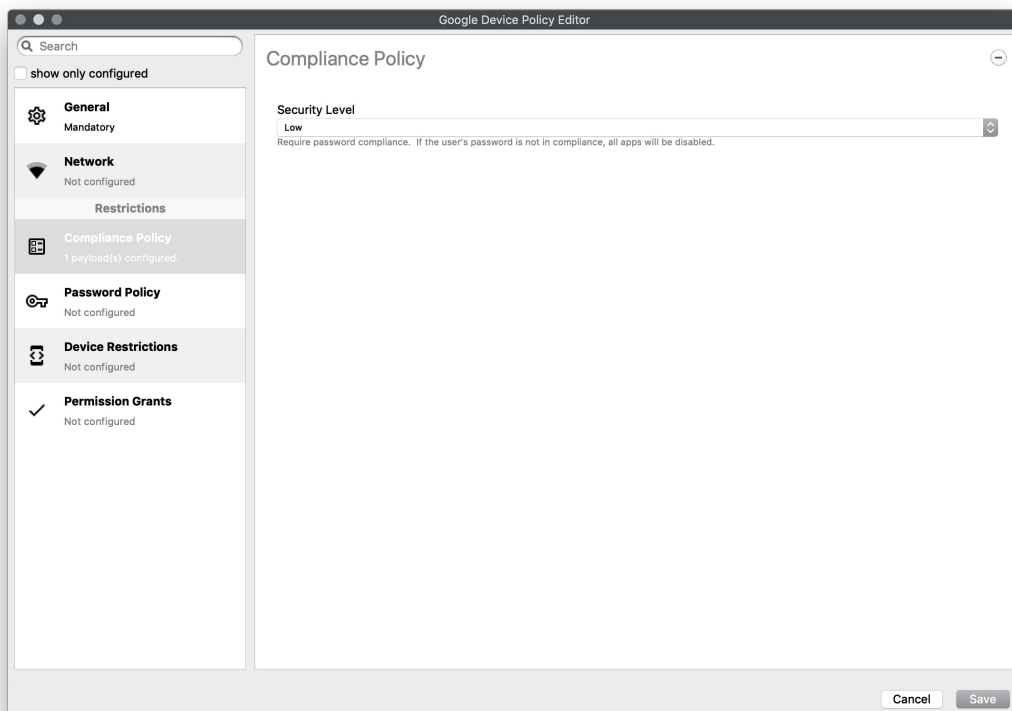 Google Device Policy Editor
Search
show only configured
General
Mandatory
Network
Not configured
Restrictions
Compliance Policy
1 payload(s) configured.
Password Policy
Not configured
Device Restrictions
Not configured
Permission Grants
Not configured
Compliance Policy
Security Level
Low
Require password compliance. If the user's password is not in compliance, all apps will be disabled.
Cancel
Save